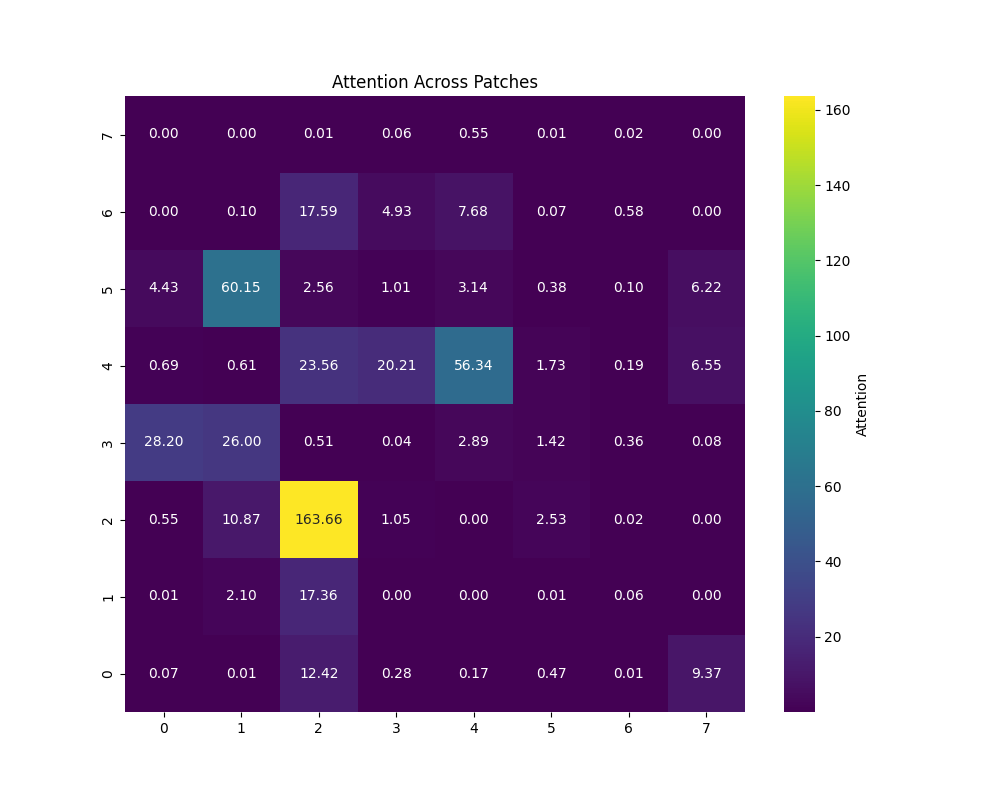 Attention Across Patches
7 0.00 0.00 0.01 0.06 0.55 0.01 0.02 0.00
6 0.00 0.10 17.59 4.93 7.68 0.07 0.58 0.00
5 4.43 60.15 2.56 1.01 3.14 0.38 0.10 6.22
4 0.69 0.61 23.56 20.21 56.34 1.73 0.19 6.55
3 28.20 26.00 0.51 0.04 2.89 1.42 0.36 0.08
2 0.55 10.87 163.66 1.05 0.00 2.53 0.02 0.00
1 0.01 2.10 17.36 0.00 0.00 0.01 0.06 0.00
0 0.07 0.01 12.42 0.28 0.17 0.47 0.01 9.37
0 1 2 3 4 5 6 7
160
140
120
100
80
60
40
20
Attention